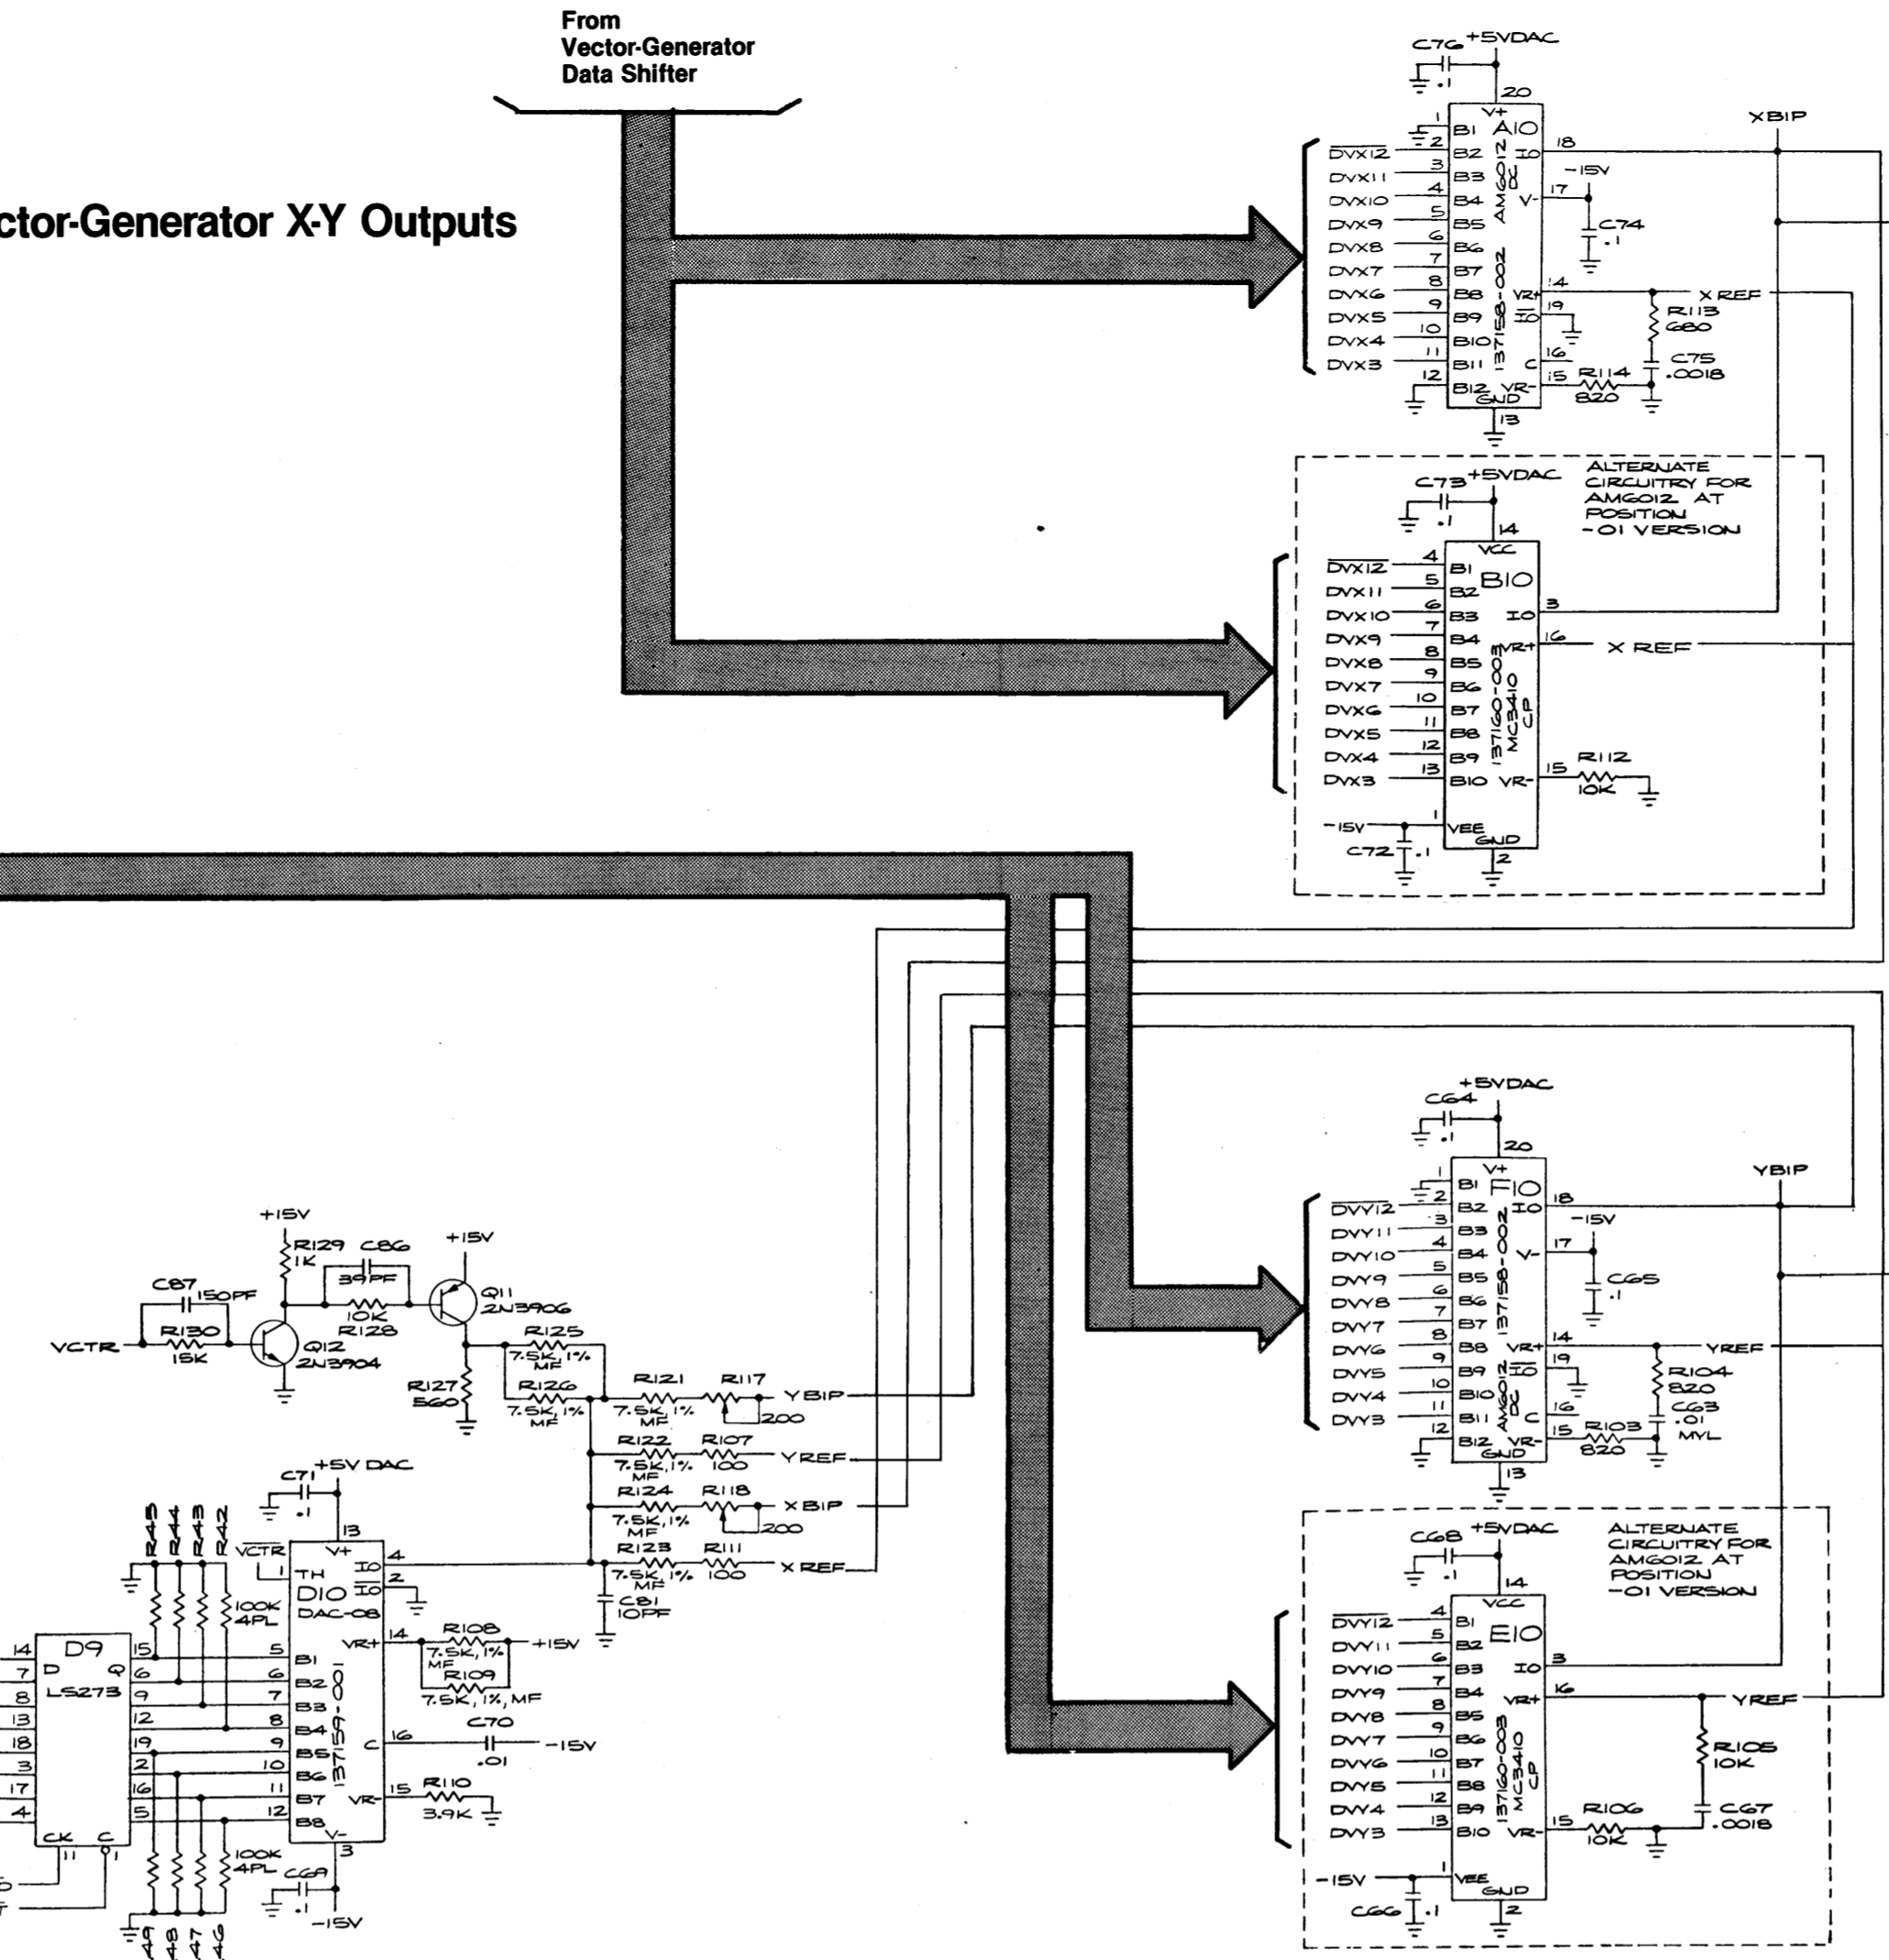 From
Vector-Generator
Data Shifter
ctor-Generator X-Y Outputs
C76 +5VDAC
.1
20
V+
1 B1 A10
DVX12 2 B2 IO 18
XBIP
DVX11 3 B3
-15V
DVX10 4 B4 V- 17
DVX9 5 B5
C74
.1
DVX8 6 B6
DVX7 7 B7
DVX6 8 B8 VR+ 14 XREF
DVX5 9 B9 IO 19
R113
680
DVX4 10 B10
DVX3 11 B11 C 16
C75
.0018
12 B12 VR- 15 R114
820
GND
13
AM6012
DC
137158-002
C73 +5VDAC
.1
14
VCC
ALTERNATE
CIRCUITRY FOR
AM6012 AT
POSITION
-01 VERSION
DVX12 4 B1 B10
DVX11 5 B2
DVX10 6 B3 IO 3
DVX9 7 B4 VR+ 16 X REF
DVX8 8 B5
DVX7 9 B6
DVX6 10 B7
DVX5 11 B8
DVX4 12 B9
DVX3 13 B10 VR- 15 R112
10K
-15V 1 VEE
C72 .1
GND
2
137160-003
MC3410
CP
C64 +5VDAC
.1
20
V+
1 B1 F10
DVY12 2 B2 IO 18
YBIP
DVY11 3 B3
-15V
DVY10 4 B4 V- 17
DVY9 5 B5
C65
.1
DVY8 6 B6
DVY7 7 B7
DVY6 8 B8 VR+ 14 YREF
DVY5 9 B9 IO 19
R104
820
DVY4 10 B10
DVY3 11 B11 C 16
C63
.01
MYL
12 B12 VR- 15 R103
820
GND
13
137158-002
AM6012
DC
C68 +5VDAC
.1
14
VCC
ALTERNATE
CIRCUITRY FOR
AM6012 AT
POSITION
-01 VERSION
DVY12 4 B1 E10
DVY11 5 B2
DVY10 6 B3 IO 3
DVY9 7 B4 VR+ 16 YREF
DVY8 8 B5
DVY7 9 B6
DVY6 10 B7
R105
10K
DVY5 11 B8
DVY4 12 B9
C67
.0018
DVY3 13 B10 VR- 15 R106
10K
-15V 1 VEE
C66 .1
GND
2
137160-003
MC3410
CP
+15V
R129
1K
C86
39PF
+15V
C87
150PF
Q11
2N3906
10K
R128
VCTR R130
15K
Q12
2N3904
R125
7.5K, 1%
MF
R127
560
R126
7.5K, 1%
MF
R121
7.5K, 1%
MF
R117
200
YBIP
R122
7.5K, 1%
MF
R107
100
YREF
R124
7.5K, 1%
MF
R118
200
XBIP
R123
7.5K, 1%
MF
R111
100
XREF
C81
10PF
C71 +5V DAC
.1
13
V+
R45
R44
R43
R42
100K
4PL
VCTR
1 TH IO 4
D10 IO 2
DAC-08
VR+ 14 R108
7.5K, 1%
MF
+15V
R109
7.5K, 1%, MF
5 B1
6 B2
7 B3
8 B4
9 B5
10 B6
11 B7
12 B8
137159-001
C 16 C70
.01
-15V
VR- 15 R110
3.9K
V-
3
C69
.1
-15V
D9
D Q
LS273
14 15
7 6
8 9
13 12
18 19
3 2
17 16
4 5
CK C
11 1
100K
4PL
49
48
47
46